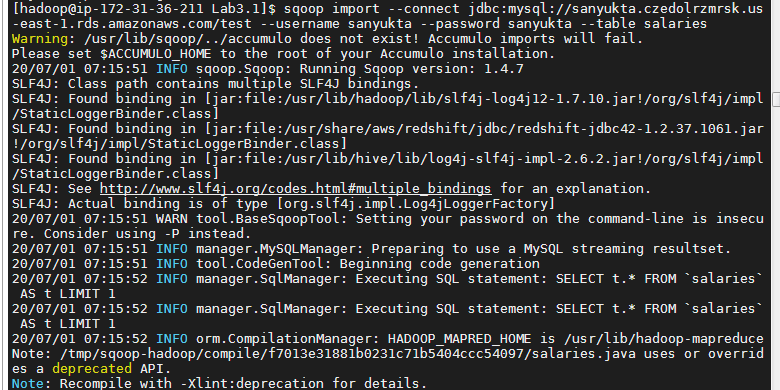 [hadoop@ip-172-31-36-211 Lab3.1]$ sqoop import --connect jdbc:mysql://sanyukta.czedolrzmrsk.us
-east-1.rds.amazonaws.com/test --username sanyukta --password sanyukta --table salaries
Warning: /usr/lib/sqoop/../accumulo does not exist! Accumulo imports will fail.
Please set $ACCUMULO_HOME to the root of your Accumulo installation.
20/07/01 07:15:51 INFO sqoop.Sqoop: Running Sqoop version: 1.4.7
SLF4J: Class path contains multiple SLF4J bindings.
SLF4J: Found binding in [jar:file:/usr/lib/hadoop/lib/slf4j-log4j12-1.7.10.jar!/org/slf4j/impl
/StaticLoggerBinder.class]
SLF4J: Found binding in [jar:file:/usr/share/aws/redshift/jdbc/redshift-jdbc42-1.2.37.1061.jar
!/org/slf4j/impl/StaticLoggerBinder.class]
SLF4J: Found binding in [jar:file:/usr/lib/hive/lib/log4j-slf4j-impl-2.6.2.jar!/org/slf4j/impl
/StaticLoggerBinder.class]
SLF4J: See http://www.slf4j.org/codes.html#multiple_bindings for an explanation.
SLF4J: Actual binding is of type [org.slf4j.impl.Log4jLoggerFactory]
20/07/01 07:15:51 WARN tool.BaseSqoopTool: Setting your password on the command-line is insecu
re. Consider using -P instead.
20/07/01 07:15:51 INFO manager.MySQLManager: Preparing to use a MySQL streaming resultset.
20/07/01 07:15:51 INFO tool.CodeGenTool: Beginning code generation
20/07/01 07:15:52 INFO manager.SqlManager: Executing SQL statement: SELECT t.* FROM `salaries`
 AS t LIMIT 1
20/07/01 07:15:52 INFO manager.SqlManager: Executing SQL statement: SELECT t.* FROM `salaries`
 AS t LIMIT 1
20/07/01 07:15:52 INFO orm.CompilationManager: HADOOP_MAPRED_HOME is /usr/lib/hadoop-mapreduce
Note: /tmp/sqoop-hadoop/compile/f7013e31881b0231c71b5404ccc54097/salaries.java uses or overrid
es a deprecated API.
Note: Recompile with -Xlint:deprecation for details.